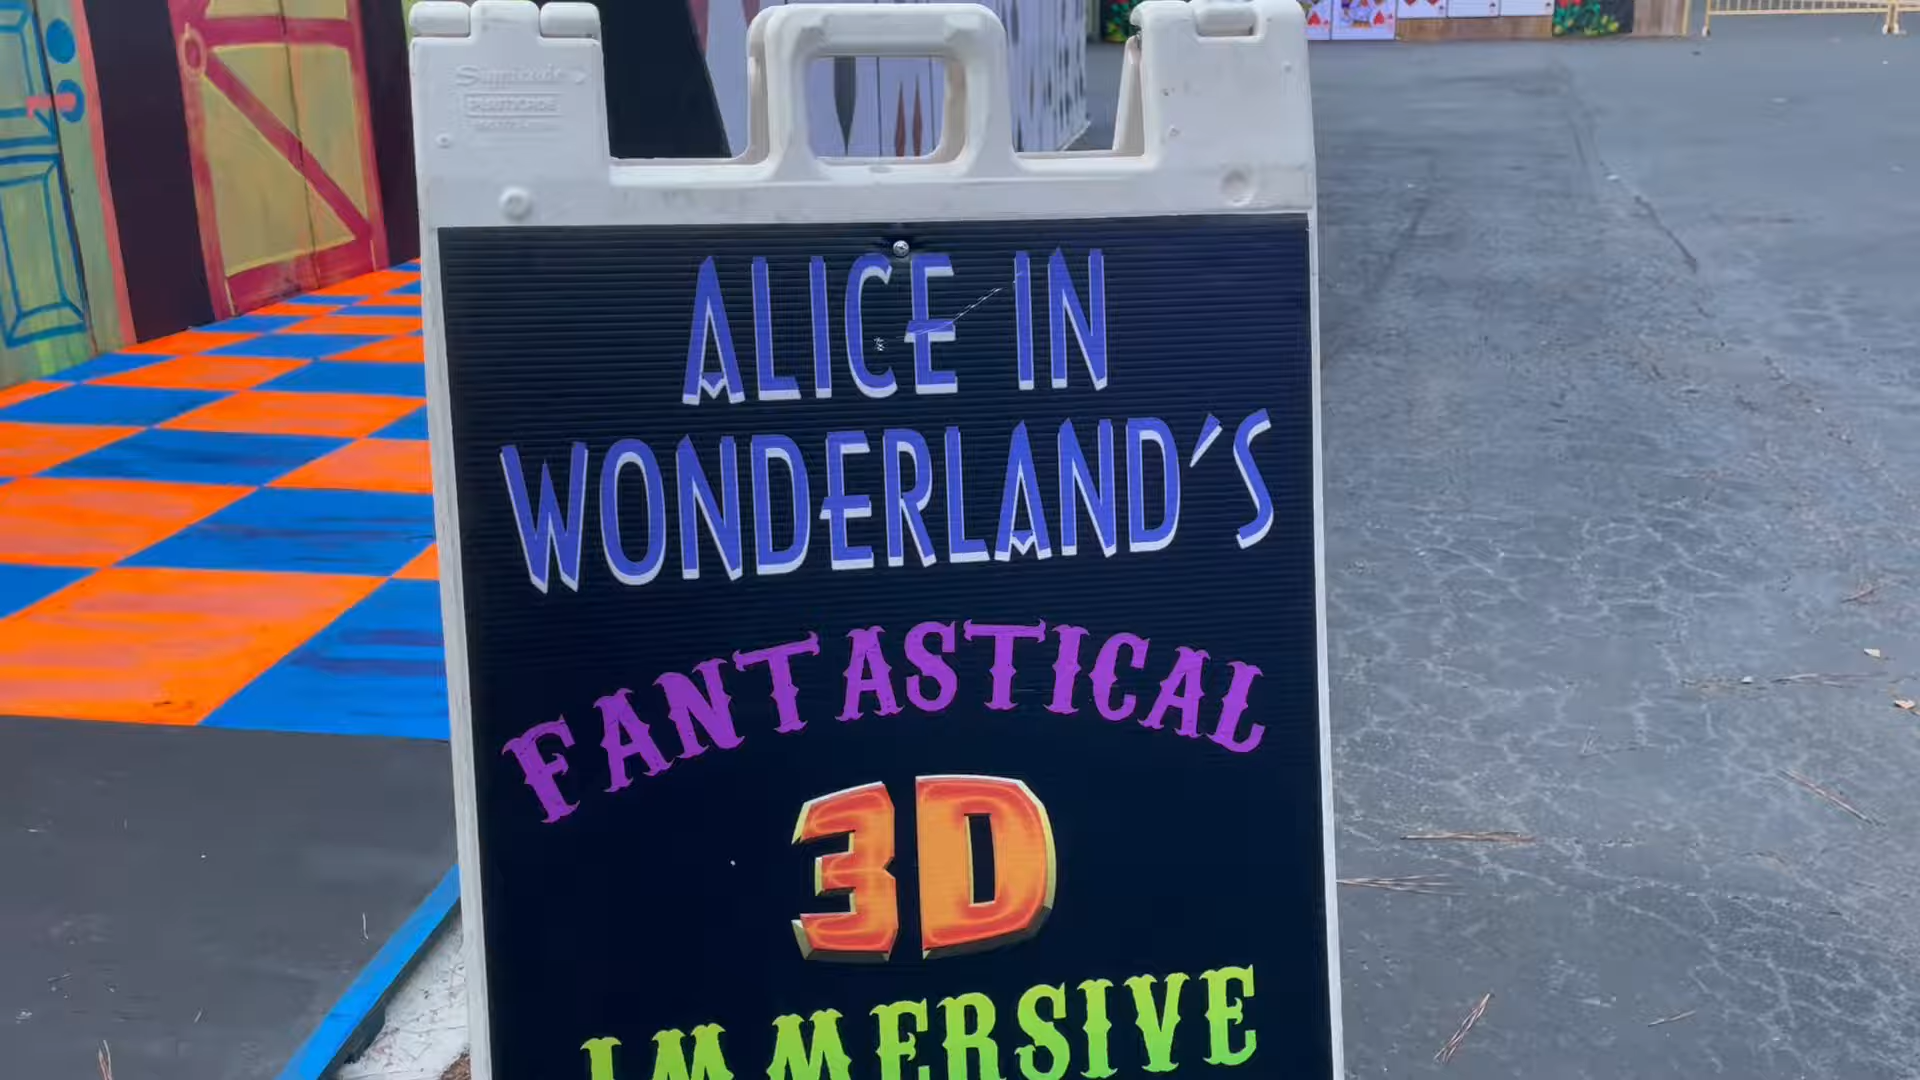 ALICE IN
WONDERLAND'S
FANTASTICAL
3D
IMMERSIVE